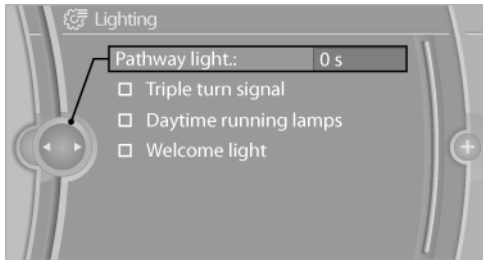 Lighting
Pathway light.: 0 s
Triple turn signal
Daytime running lamps
Welcome light